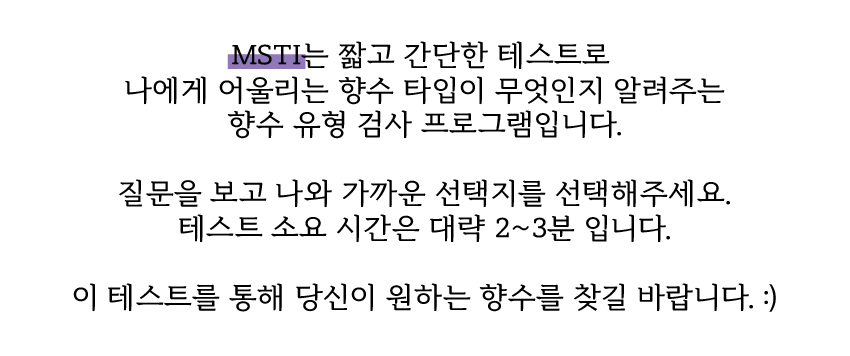 MSTI는 짧고 간단한 테스트로
나에게 어울리는 향수 타입이 무엇인지 알려주는
향수 유형 검사 프로그램입니다.
질문을 보고 나와 가까운 선택지를 선택해주세요.
테스트 소요 시간은 대략 2~3분 입니다.
이 테스트를 통해 당신이 원하는 향수를 찾길 바랍니다. :)